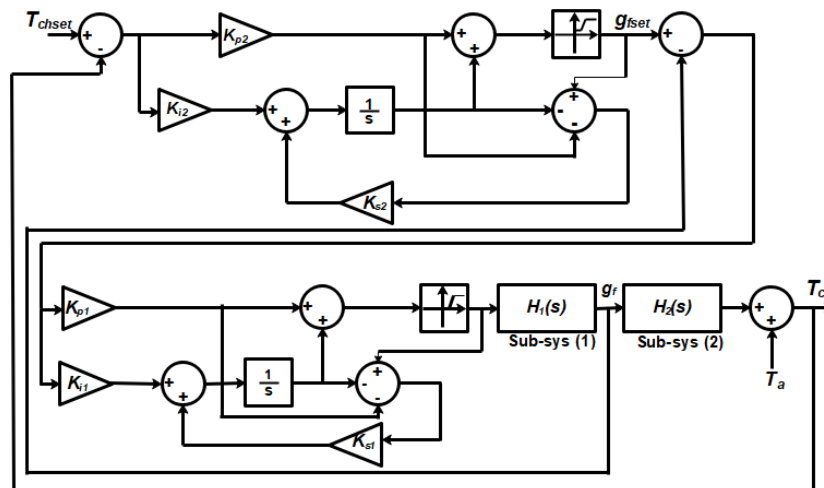 T_chset
-
K_p2
+
+
g_fset
+
-
K_i2
+
+
1/s
+
-
-
K_s2
K_p1
+
+
H_1(s)
g_f
H_2(s)
+
+
T_c
Sub-sys (1)
Sub-sys (2)
K_i1
+
+
1/s
+
-
-
T_a
K_s1